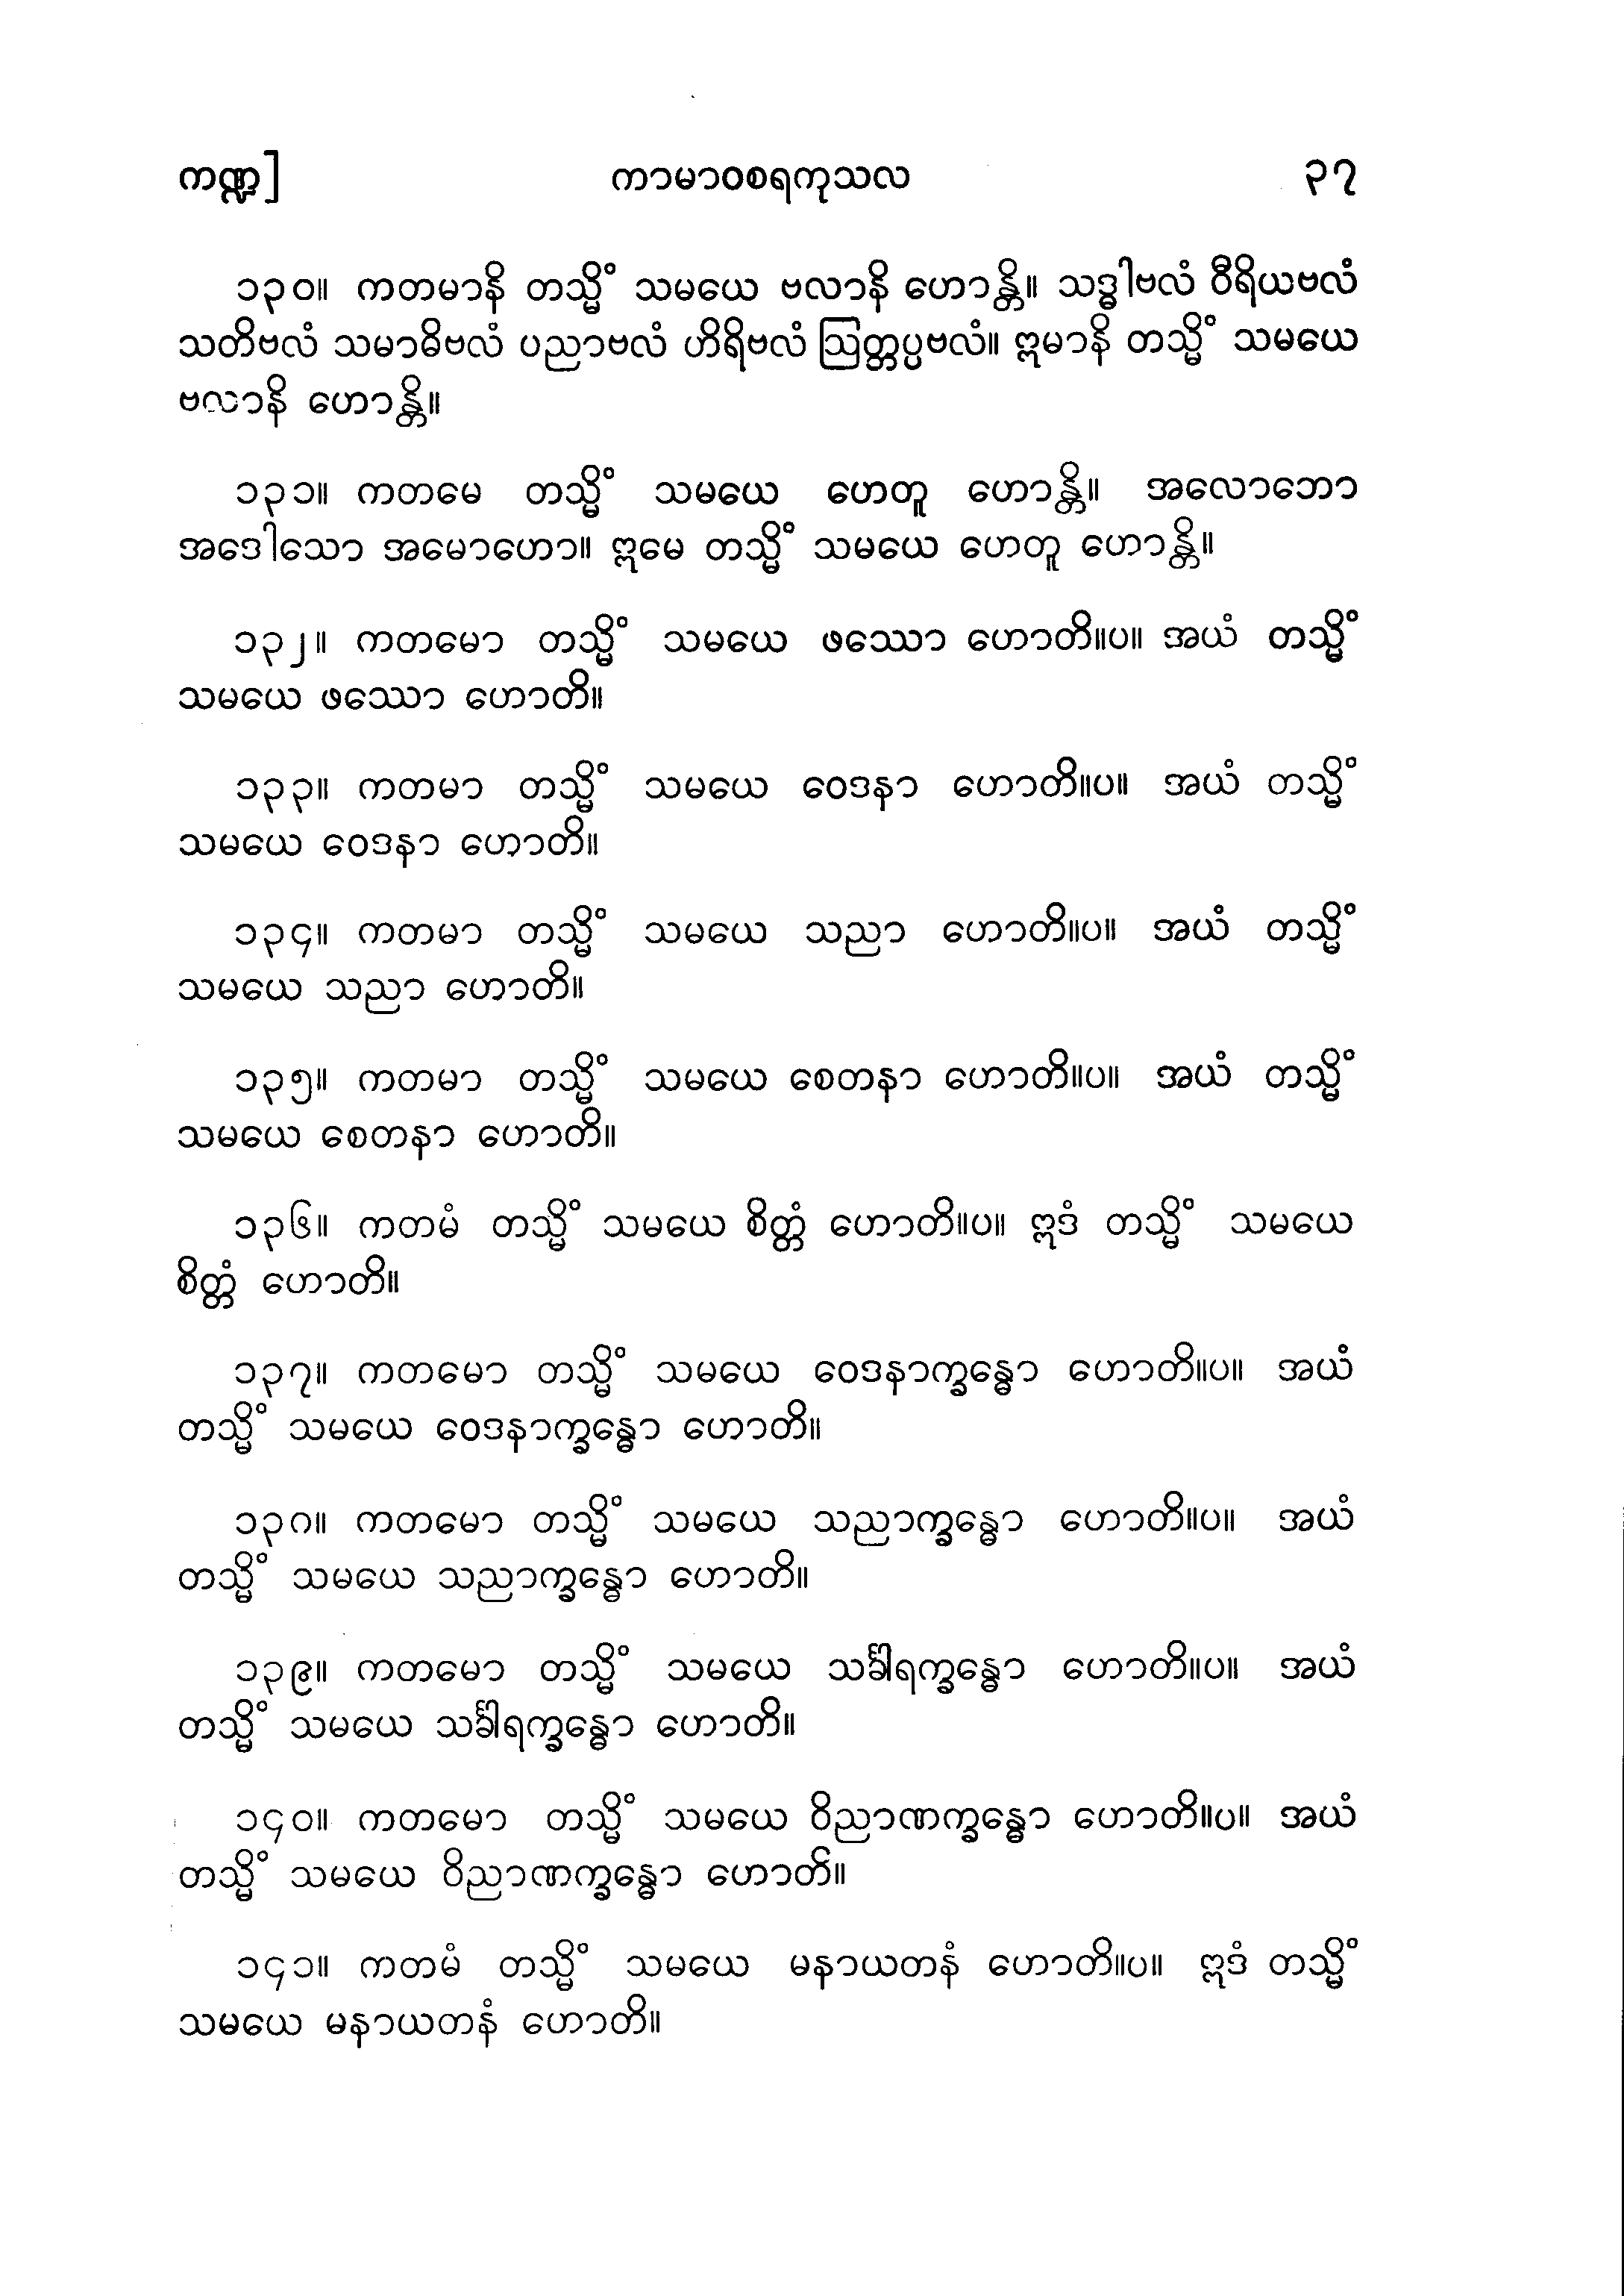 ကဏ္ဍ] ကာမာဝစရကုသလ ၃၇
၁၃၀။ ကတမာနိ တသ္မိံ သမယေ ဗလာနိ ဟောန္တိ။ သဒ္ဓါဗလံ ဝီရိယဗလံ
သတိဗလံ သမာဓိဗလံ ပညာဗလံ ဟိရိဗလံ ဩတ္တပ္ပဗလံ။ ဣမာနိ တသ္မိံ သမယေ
ဗလာနိ ဟောန္တိ။
၁၃၁။ ကတမေ တသ္မိံ သမယေ ဟေတူ ဟောန္တိ။ အလောဘော
အဒေါသော အမောဟော။ ဣမေ တသ္မိံ သမယေ ဟေတူ ဟောန္တိ။
၁၃၂။ ကတမော တသ္မိံ သမယေ ဖဿော ဟောတိ။ပ။ အယံ တသ္မိံ
သမယေ ဖဿော ဟောတိ။
၁၃၃။ ကတမာ တသ္မိံ သမယေ ဝေဒနာ ဟောတိ။ပ။ အယံ တသ္မိံ
သမယေ ဝေဒနာ ဟောတိ။
၁၃၄။ ကတမာ တသ္မိံ သမယေ သညာ ဟောတိ။ပ။ အယံ တသ္မိံ
သမယေ သညာ ဟောတိ။
၁၃၅။ ကတမာ တသ္မိံ သမယေ စေတနာ ဟောတိ။ပ။ အယံ တသ္မိံ
သမယေ စေတနာ ဟောတိ။
၁၃၆။ ကတမံ တသ္မိံ သမယေ စိတ္တံ ဟောတိ။ပ။ ဣဒံ တသ္မိံ သမယေ
စိတ္တံ ဟောတိ။
၁၃၇။ ကတမော တသ္မိံ သမယေ ဝေဒနာက္ခန္ဓော ဟောတိ။ပ။ အယံ
တသ္မိံ သမယေ ဝေဒနာက္ခန္ဓော ဟောတိ။
၁၃၈။ ကတမော တသ္မိံ သမယေ သညာက္ခန္ဓော ဟောတိ။ပ။ အယံ
တသ္မိံ သမယေ သညာက္ခန္ဓော ဟောတိ။
၁၃၉။ ကတမော တသ္မိံ သမယေ သင်္ခါရက္ခန္ဓော ဟောတိ။ပ။ အယံ
တသ္မိံ သမယေ သင်္ခါရက္ခန္ဓော ဟောတိ။
၁၄၀။ ကတမော တသ္မိံ သမယေ ဝိညာဏက္ခန္ဓော ဟောတိ။ပ။ အယံ
တသ္မိံ သမယေ ဝိညာဏက္ခန္ဓော ဟောတိ။
၁၄၁။ ကတမံ တသ္မိံ သမယေ မနာယတနံ ဟောတိ။ပ။ ဣဒံ တသ္မိံ
သမယေ မနာယတနံ ဟောတိ။